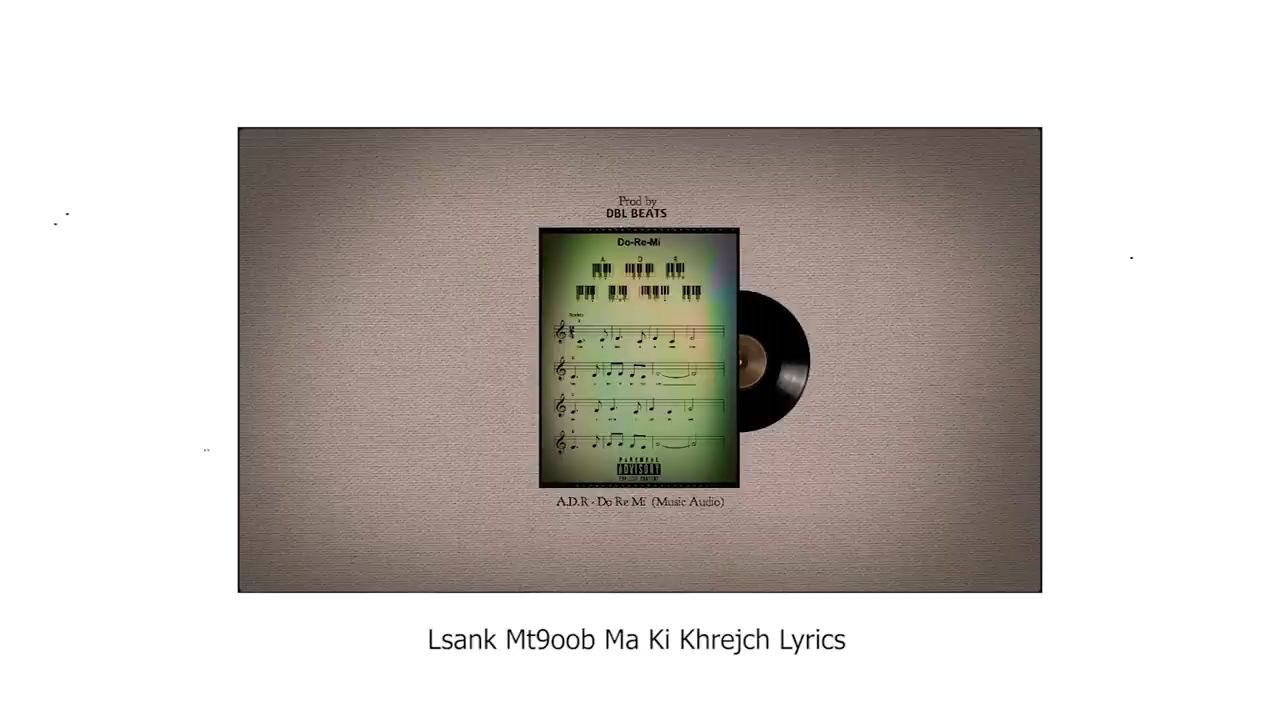 Prod by
DBL BEATS
Do-Re-Mi
A D R
ADVISORY
A.D.R - Do Re Mi (Music Audio)
Lsank Mt9oob Ma Ki Khrejch Lyrics